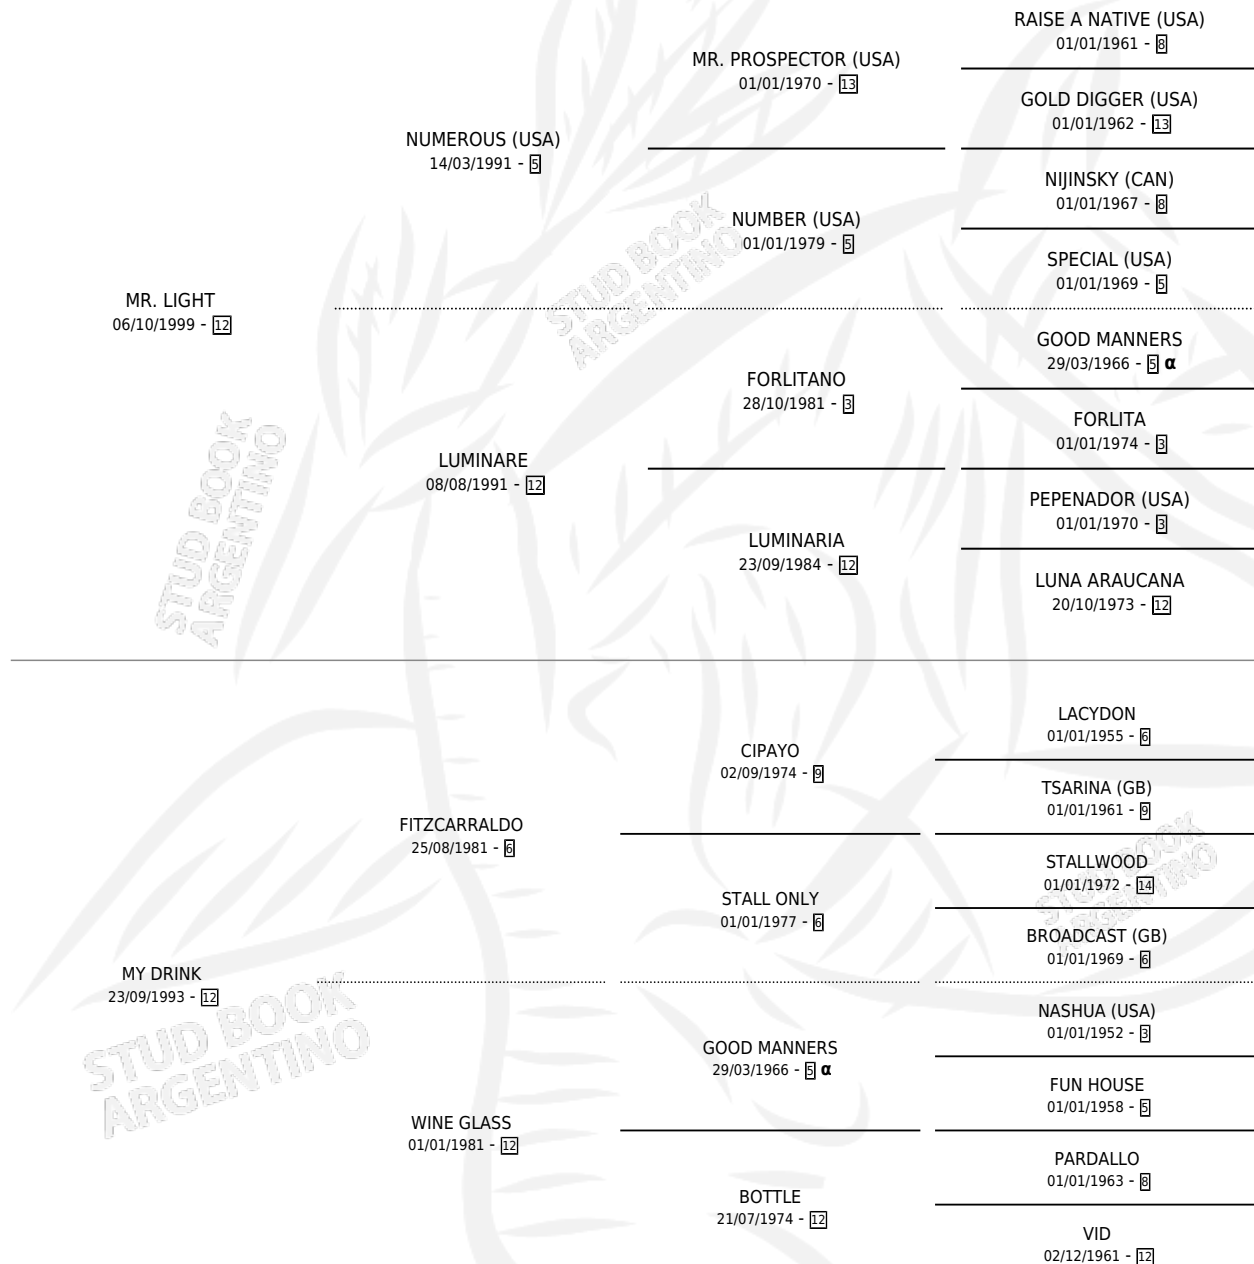 RAISE A NATIVE (USA)
01/01/1961 - 8
MR. PROSPECTOR (USA)
01/01/1970 - 13
GOLD DIGGER (USA)
01/01/1962 - 13
NUMEROUS (USA)
14/03/1991 - 5
NIJINSKY (CAN)
01/01/1967 - 8
NUMBER (USA)
01/01/1979 - 5
SPECIAL (USA)
01/01/1969 - 5
MR. LIGHT
06/10/1999 - 12
STUD BOOK
ARGENTINO
GOOD MANNERS
29/03/1966 - 5 α
FORLITANO
28/10/1981 - 3
FORLITA
01/01/1974 - 3
LUMINARE
08/08/1991 - 12
PEPENADOR (USA)
01/01/1970 - 3
LUMINARIA
23/09/1984 - 12
LUNA ARAUCANA
20/10/1973 - 12
STUD BOOK
ARGENTINO
LACYDON
01/01/1955 - 6
CIPAYO
02/09/1974 - 9
TSARINA (GB)
01/01/1961 - 9
FITZCARRALDO
25/08/1981 - 6
STALLWOOD
01/01/1972 - 14
STALL ONLY
01/01/1977 - 6
BROADCAST (GB)
01/01/1969 - 6
STUD BOOK
ARGENTINO
MY DRINK
23/09/1993 - 12
STUD BOOK
ARGENTINO
NASHUA (USA)
01/01/1952 - 3
GOOD MANNERS
29/03/1966 - 5 α
FUN HOUSE
01/01/1958 - 5
WINE GLASS
01/01/1981 - 12
PARDALLO
01/01/1963 - 8
BOTTLE
21/07/1974 - 12
VID
02/12/1961 - 12